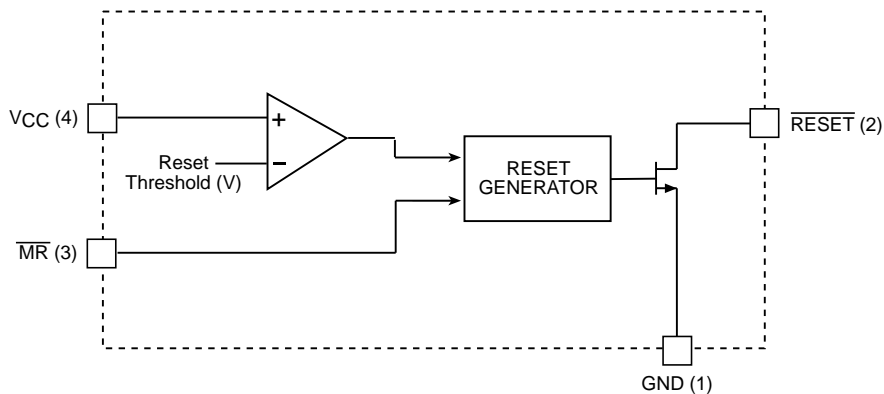 VCC (4)
+
Reset
Threshold (V)
−
RESET
GENERATOR
RESET (2)
MR (3)
GND (1)